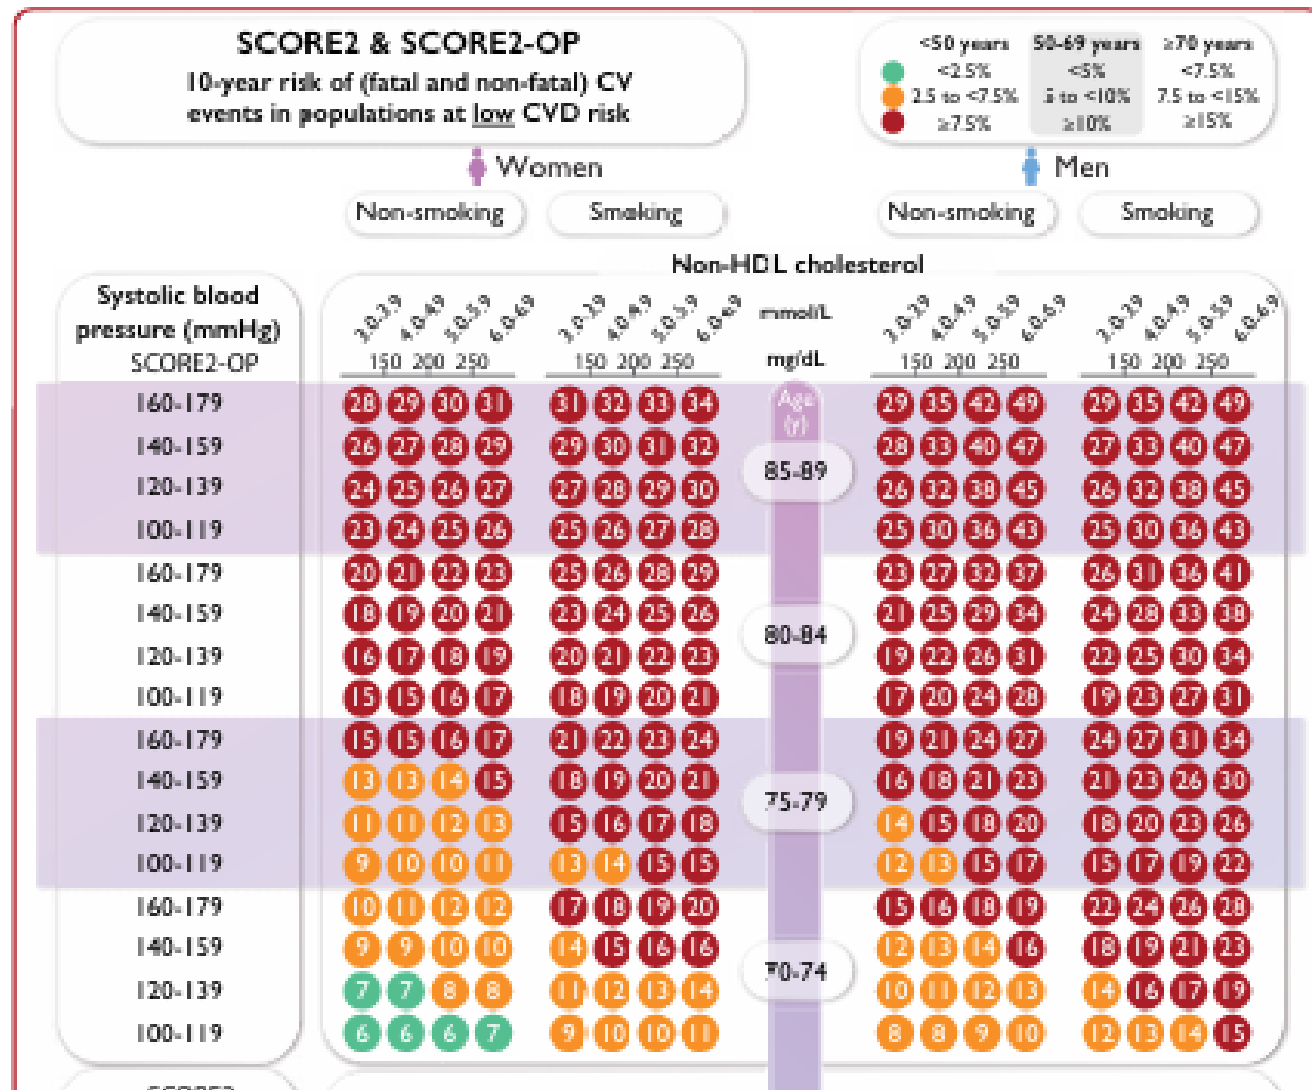 SCORE2 & SCORE2-OP
10-year risk of (fatal and non-fatal) CV
events in populations at low CVD risk
<50 years 50-69 years ≥70 years
<2.5% <5% <7.5%
2.5 to <7.5% 5 to <10% 7.5 to <15%
≥7.5% ≥10% ≥15%
Women Men
Non-smoking Smoking Non-smoking Smoking
Non-HDL cholesterol
Systolic blood
pressure (mmHg)
SCORE2-OP
3.0-3.9 4.0-4.9 5.0-5.9 6.0-6.9 3.0-3.9 4.0-4.9 5.0-5.9 6.0-6.9 mmol/L 3.0-3.9 4.0-4.9 5.0-5.9 6.0-6.9 3.0-3.9 4.0-4.9 5.0-5.9 6.0-6.9
150 200 250 150 200 250 mg/dL 150 200 250 150 200 250
Age
(y)
160-179 28 29 30 31 31 32 33 34 29 35 42 49 29 35 42 49
140-159 26 27 28 29 29 30 31 32 28 33 40 47 27 33 40 47
85-89
120-139 24 25 26 27 27 28 29 30 26 32 38 45 26 32 38 45
100-119 23 24 25 26 25 26 27 28 25 30 36 43 25 30 36 43
160-179 20 21 22 23 25 26 28 29 23 27 32 37 26 31 36 41
140-159 18 19 20 21 23 24 25 26 21 25 29 34 24 28 33 38
80-84
120-139 16 17 18 19 20 21 22 23 19 22 26 31 22 25 30 34
100-119 15 15 16 17 18 19 20 21 17 20 24 28 19 23 27 31
160-179 15 15 16 17 21 22 23 24 19 21 24 27 24 27 31 34
140-159 13 13 14 15 18 19 20 21 16 18 21 23 21 23 26 30
75-79
120-139 11 11 12 13 15 16 17 18 14 15 18 20 18 20 23 26
100-119 9 10 10 11 13 14 15 15 12 13 15 17 15 17 19 22
160-179 10 11 12 12 17 18 19 20 15 16 18 19 22 24 26 28
140-159 9 9 10 10 14 15 16 16 12 13 14 16 18 19 21 23
70-74
120-139 7 7 8 8 11 12 13 14 10 11 12 13 14 16 17 19
100-119 6 6 6 7 9 10 10 11 8 8 9 10 12 13 14 15